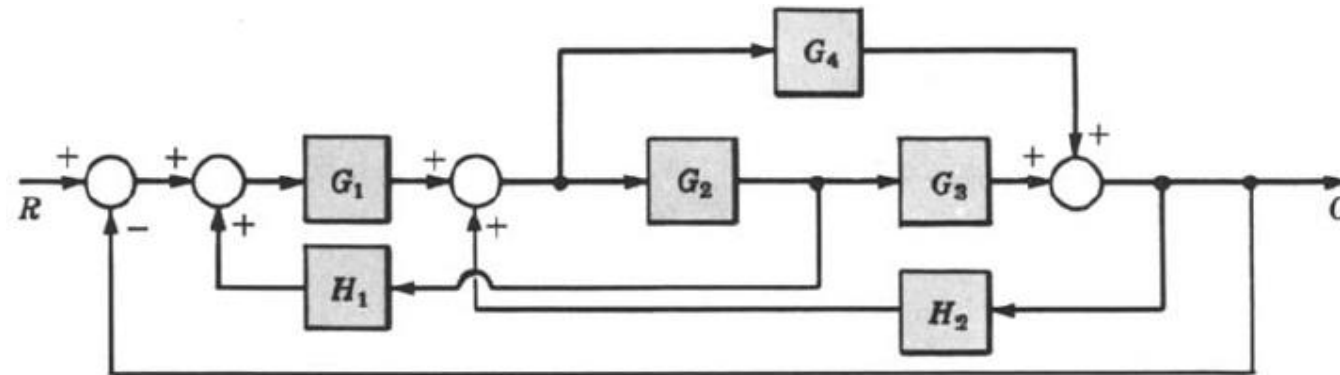 G₄
+
+ + + + +
R G₁ G₂ G₃ C
− + +
H₁
H₂